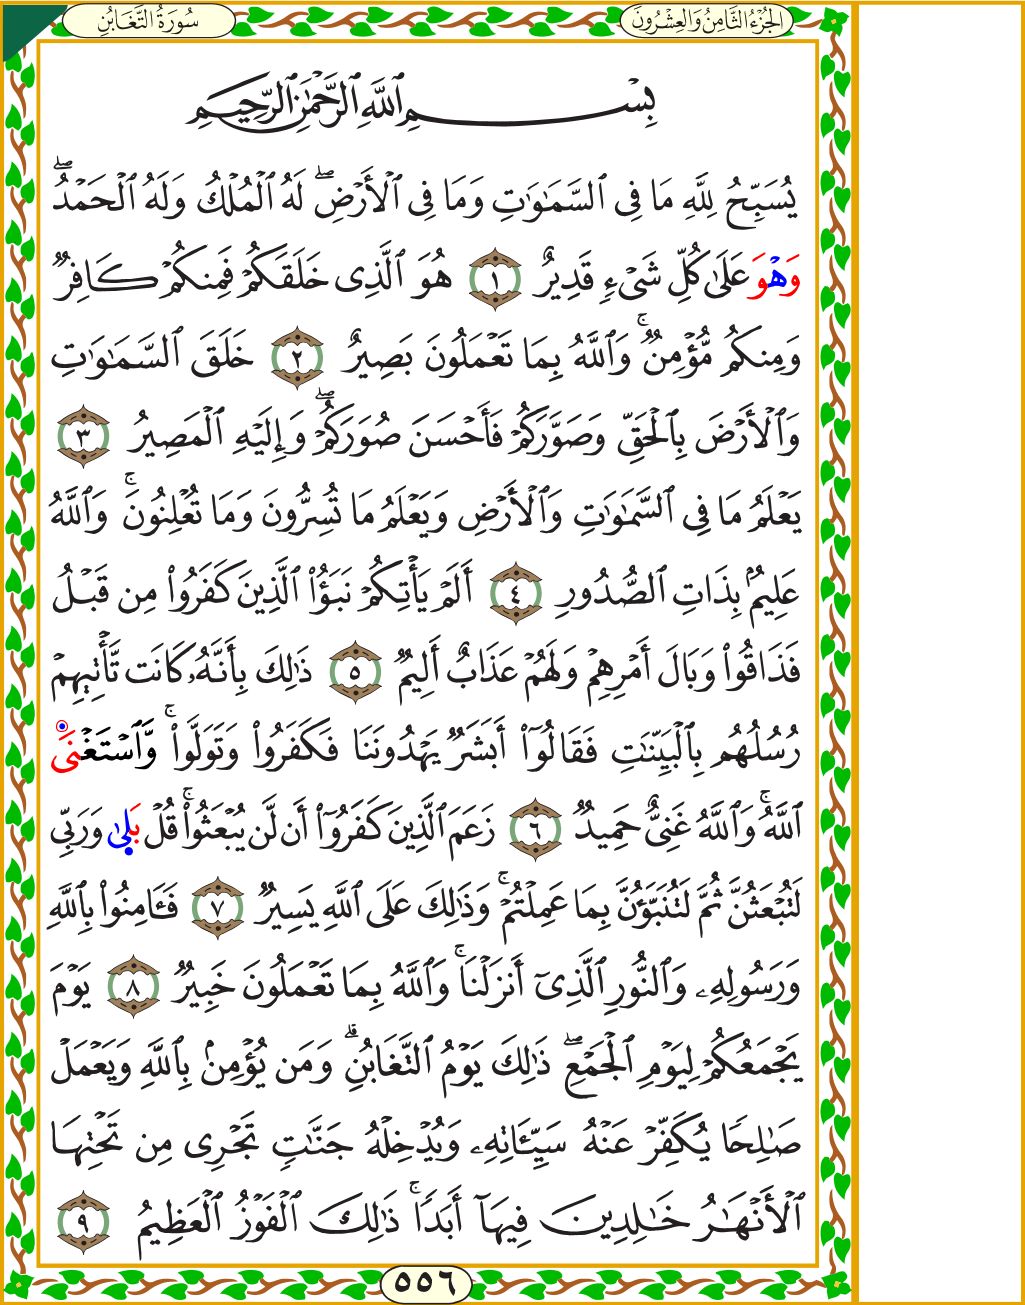 سُورَةُ التَّغَابُنِ
الجُزْءُ الثَّامِنُ وَالعِشْرُونَ
بِسْمِ ٱللَّهِ ٱلرَّحْمَٰنِ ٱلرَّحِيمِ
يُسَبِّحُ لِلَّهِ مَا فِى ٱلسَّمَٰوَٰتِ وَمَا فِى ٱلْأَرْضِۖ لَهُ ٱلْمُلْكُ وَلَهُ ٱلْحَمْدُۖ
وَهْوَ عَلَىٰ كُلِّ شَىْءٍ قَدِيرٌ ١ هُوَ ٱلَّذِى خَلَقَكُمْ فَمِنكُمْ كَافِرٌ
وَمِنكُم مُّؤْمِنٌۚ وَٱللَّهُ بِمَا تَعْمَلُونَ بَصِيرٌ ٢ خَلَقَ ٱلسَّمَٰوَٰتِ
وَٱلْأَرْضَ بِٱلْحَقِّ وَصَوَّرَكُمْ فَأَحْسَنَ صُوَرَكُمْۖ وَإِلَيْهِ ٱلْمَصِيرُ ٣
يَعْلَمُ مَا فِى ٱلسَّمَٰوَٰتِ وَٱلْأَرْضِ وَيَعْلَمُ مَا تُسِرُّونَ وَمَا تُعْلِنُونَۚ وَٱللَّهُ
عَلِيمٌۢ بِذَاتِ ٱلصُّدُورِ ٤ أَلَمْ يَأْتِكُمْ نَبَؤُا۟ ٱلَّذِينَ كَفَرُوا۟ مِن قَبْلُ
فَذَاقُوا۟ وَبَالَ أَمْرِهِمْ وَلَهُمْ عَذَابٌ أَلِيمٌ ٥ ذَٰلِكَ بِأَنَّهُۥ كَانَت تَّأْتِيهِمْ
رُسُلُهُم بِٱلْبَيِّنَٰتِ فَقَالُوٓا۟ أَبَشَرٌ يَهْدُونَنَا فَكَفَرُوا۟ وَتَوَلَّوا۟ۚ وَّٱسْتَغْنَى
ٱللَّهُۚ وَٱللَّهُ غَنِىٌّ حَمِيدٌ ٦ زَعَمَ ٱلَّذِينَ كَفَرُوٓا۟ أَن لَّن يُبْعَثُوا۟ۚ قُلْ بَلَىٰ وَرَبِّى
لَتُبْعَثُنَّ ثُمَّ لَتُنَبَّؤُنَّ بِمَا عَمِلْتُمْۚ وَذَٰلِكَ عَلَى ٱللَّهِ يَسِيرٌ ٧ فَـَٔامِنُوا۟ بِٱللَّهِ
وَرَسُولِهِۦ وَٱلنُّورِ ٱلَّذِىٓ أَنزَلْنَاۚ وَٱللَّهُ بِمَا تَعْمَلُونَ خَبِيرٌ ٨ يَوْمَ
يَجْمَعُكُمْ لِيَوْمِ ٱلْجَمْعِۖ ذَٰلِكَ يَوْمُ ٱلتَّغَابُنِۗ وَمَن يُؤْمِنۢ بِٱللَّهِ وَيَعْمَلْ
صَٰلِحًا يُكَفِّرْ عَنْهُ سَيِّـَٔاتِهِۦ وَيُدْخِلْهُ جَنَّٰتٍ تَجْرِى مِن تَحْتِهَا
ٱلْأَنْهَٰرُ خَٰلِدِينَ فِيهَآ أَبَدًاۚ ذَٰلِكَ ٱلْفَوْزُ ٱلْعَظِيمُ ٩
٥٥٦